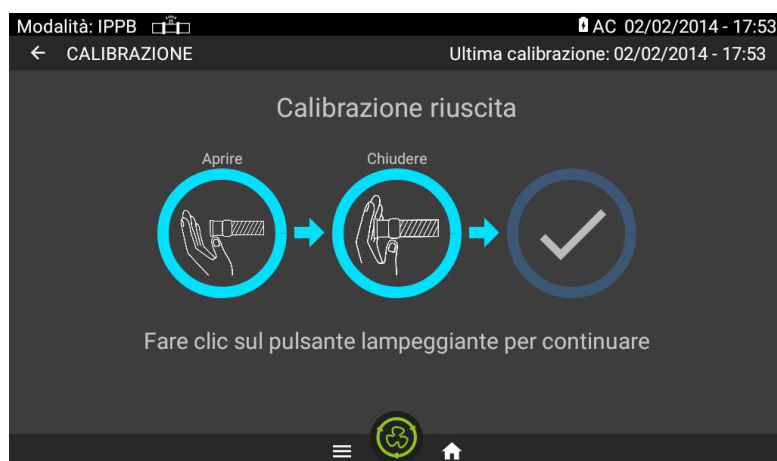 Modalità: IPPB
AC 02/02/2014 - 17:53
CALIBRAZIONE
Ultima calibrazione: 02/02/2014 - 17:53
Calibrazione riuscita
Aprire
Chiudere
Fare clic sul pulsante lampeggiante per continuare